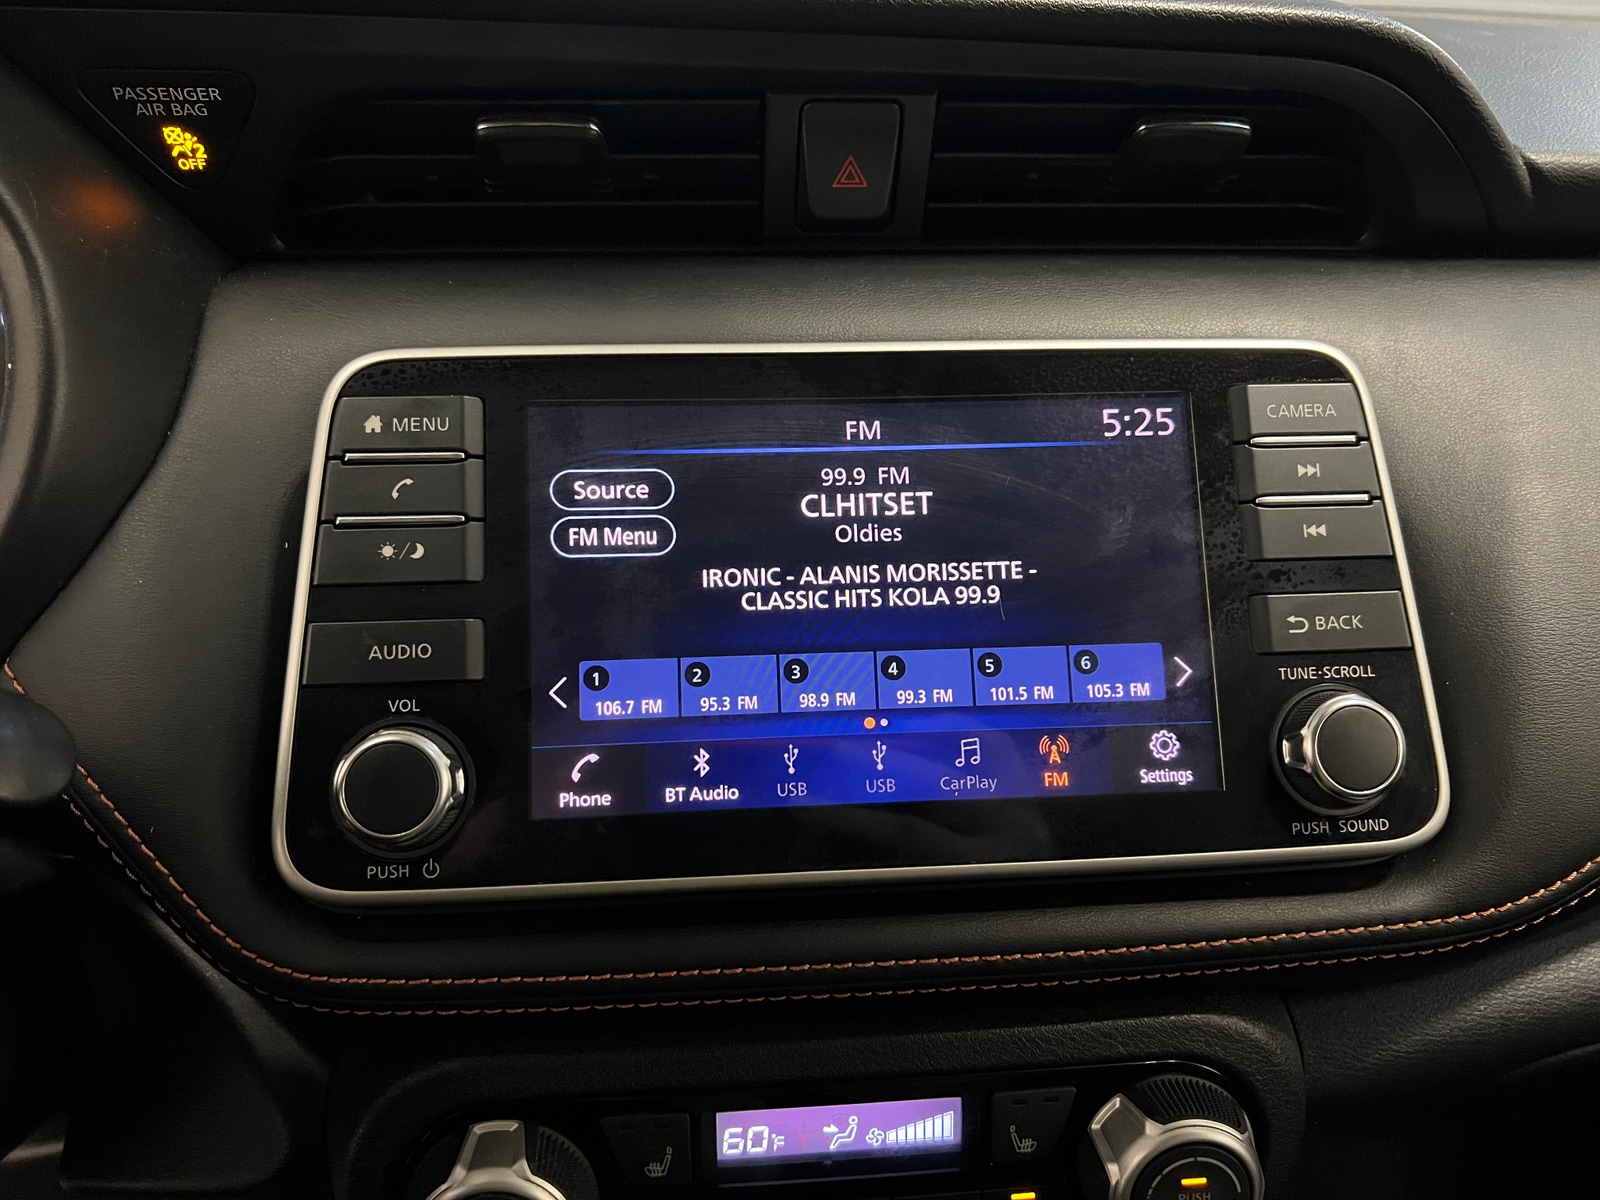 PASSENGER
AIR BAG
2
OFF
MENU
AUDIO
VOL
PUSH
FM
5:25
Source
FM Menu
99.9 FM
CLHITSET
Oldies
IRONIC - ALANIS MORISSETTE -
CLASSIC HITS KOLA 99.9
1 106.7 FM
2 95.3 FM
3 98.9 FM
4 99.3 FM
5 101.5 FM
6 105.3 FM
Phone
BT Audio
USB
USB
CarPlay
FM
Settings
CAMERA
BACK
TUNE·SCROLL
PUSH SOUND
60°F
PUSH